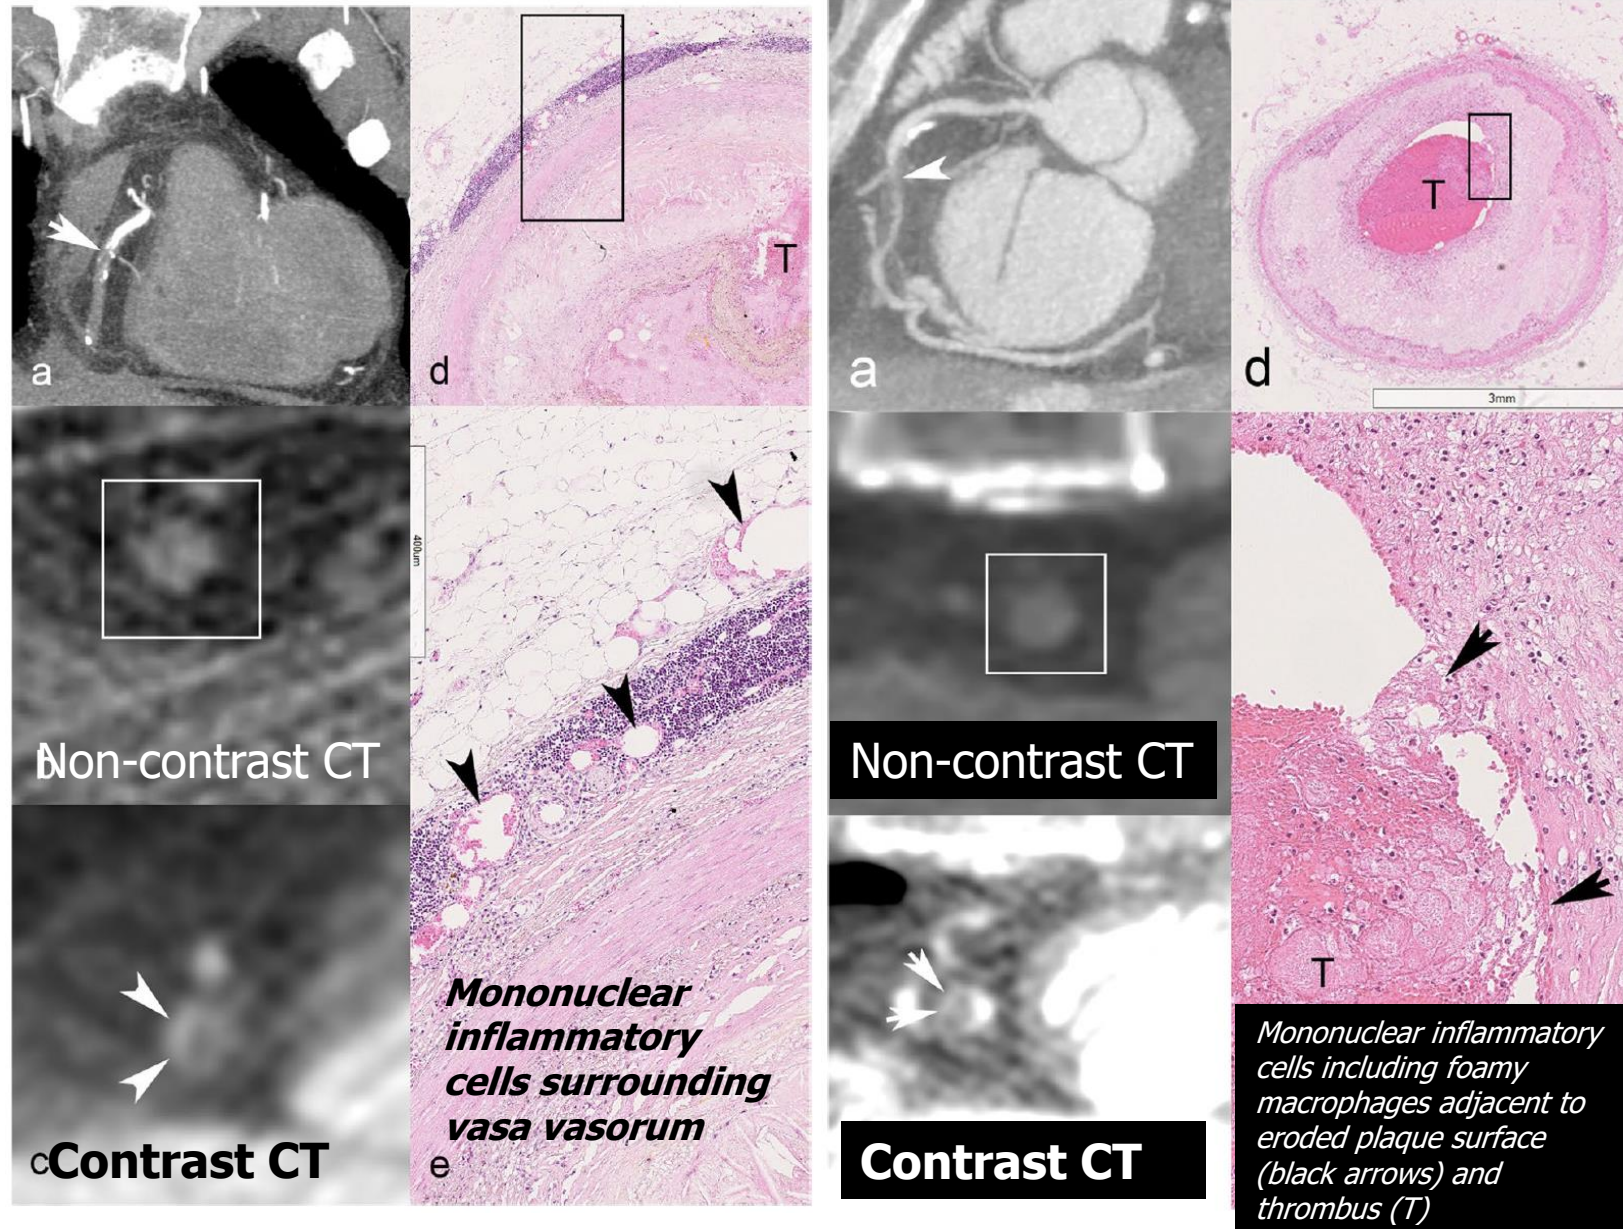 a
d
T
Non-contrast CT
400um
c
Contrast CT
Mononuclear
inflammatory
cells surrounding
vasa vasorum
e
a
d
T
3mm
Non-contrast CT
Contrast CT
T
Mononuclear inflammatory
cells including foamy
macrophages adjacent to
eroded plaque surface
(black arrows) and
thrombus (T)